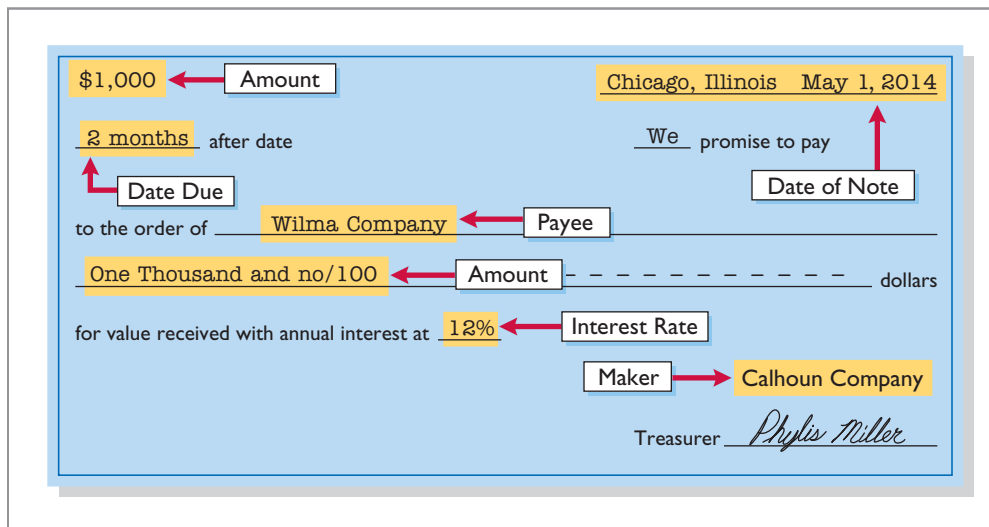 $1,000 Amount Chicago, Illinois May 1, 2014
2 months after date We promise to pay
Date Due Date of Note
to the order of Wilma Company Payee
One Thousand and no/100 Amount – – – – – – – – – – – dollars
for value received with annual interest at 12% Interest Rate
Maker Calhoun Company
Treasurer Phylis Miller